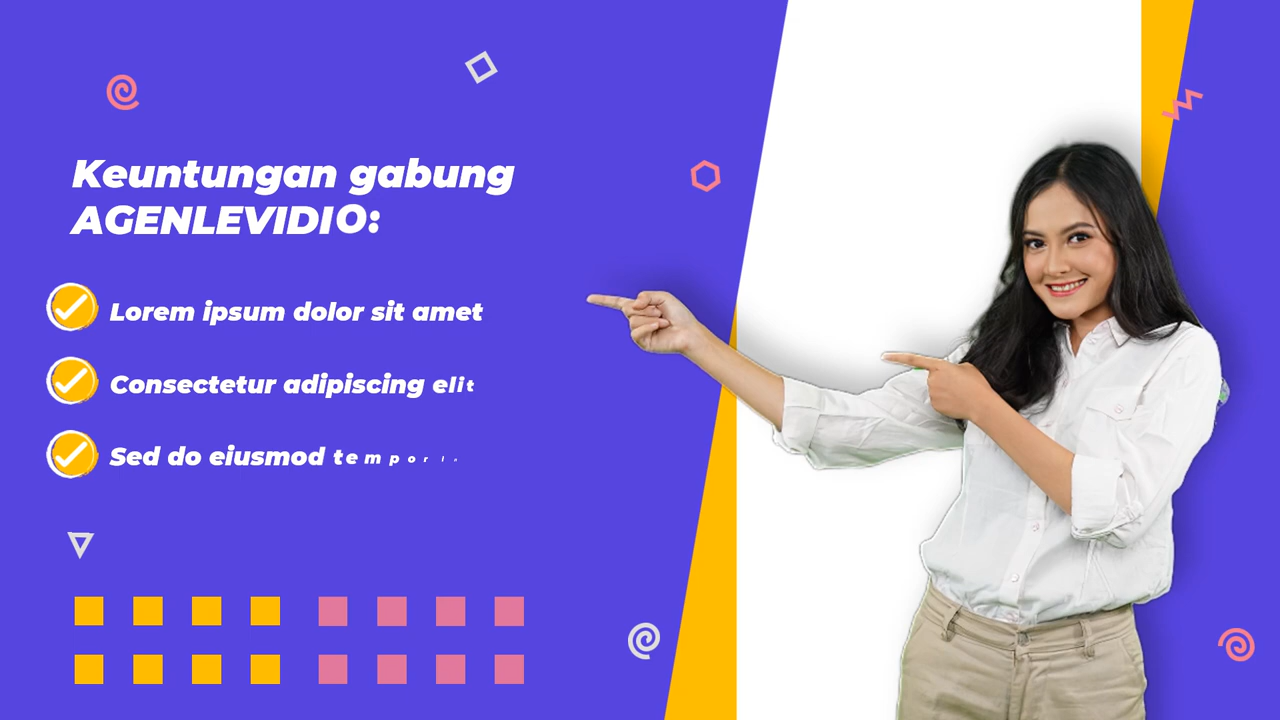 Keuntungan gabung
AGENLEVIDIO:
Lorem ipsum dolor sit amet
Consectetur adipiscing elit
Sed do eiusmod tempor